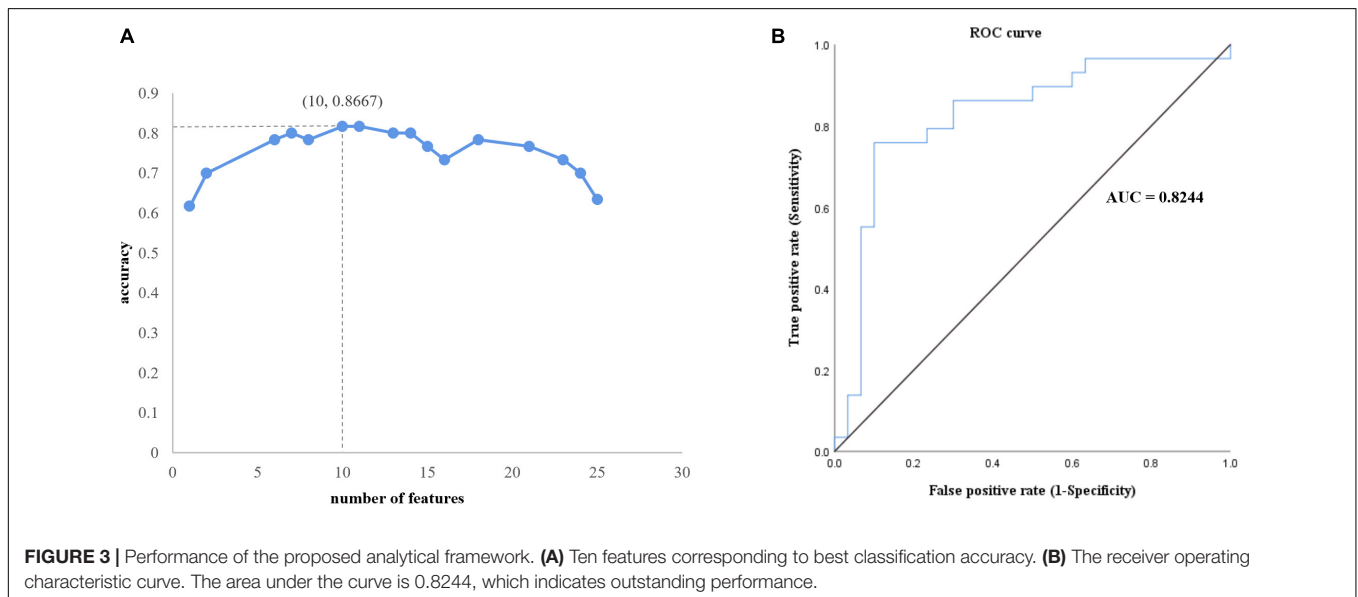 A
(10, 0.8667)
0.9
0.8
0.7
0.6
0.5
0.4
0.3
0.2
0.1
0
accuracy
0 5 10 15 20 25 30
number of features
B
ROC curve
1.0
0.8
0.6
0.4
0.2
0.0
True positive rate (Sensitivity)
AUC = 0.8244
0.0 0.2 0.4 0.6 0.8 1.0
False positive rate (1-Specificity)
FIGURE 3 | Performance of the proposed analytical framework. (A) Ten features corresponding to best classification accuracy. (B) The receiver operating
characteristic curve. The area under the curve is 0.8244, which indicates outstanding performance.